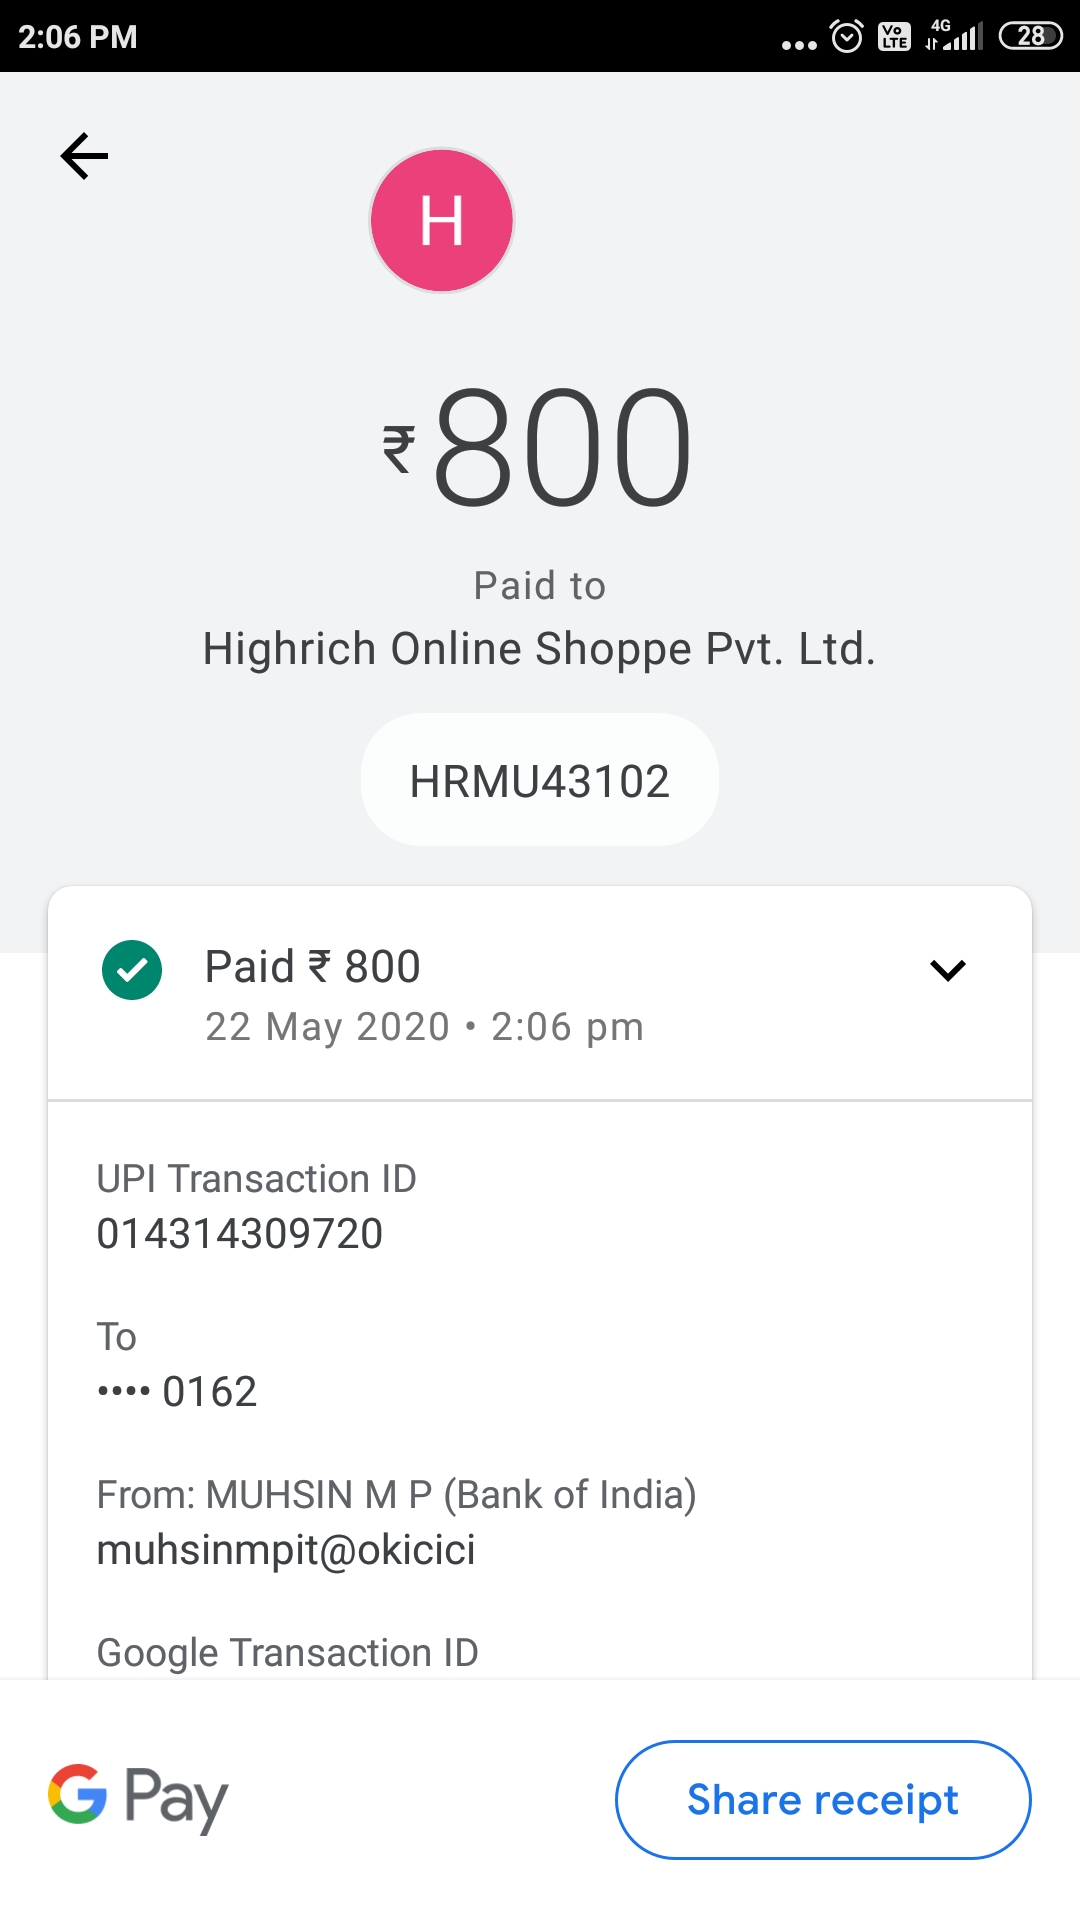 2:06 PM
4G
Vo
LTE
28
H
₹800
Paid to
Highrich Online Shoppe Pvt. Ltd.
HRMU43102
Paid ₹ 800
22 May 2020 • 2:06 pm
UPI Transaction ID
014314309720
To
•••• 0162
From: MUHSIN M P (Bank of India)
muhsinmpit@okicici
Google Transaction ID
G Pay
Share receipt